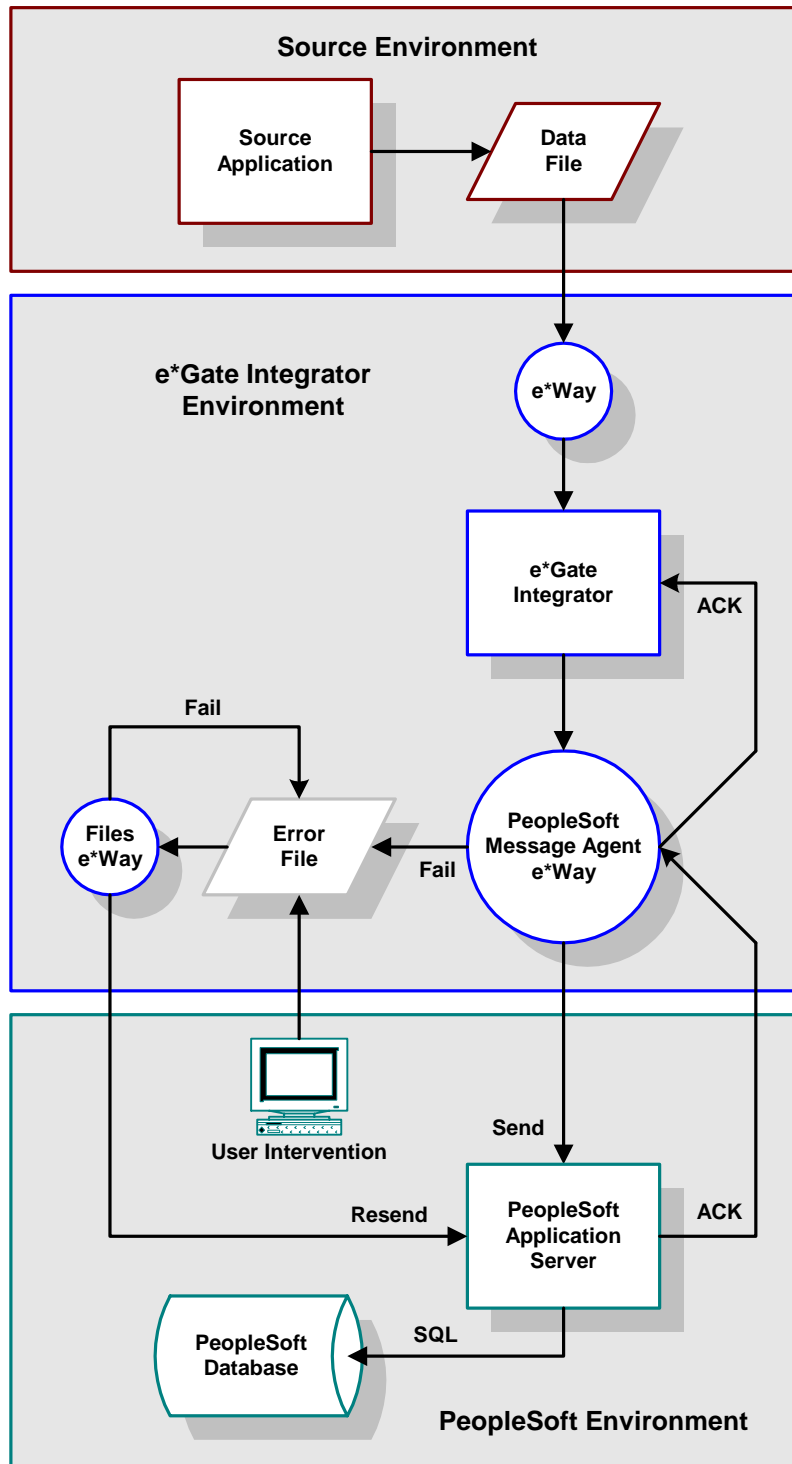 Source Environment
Source
Application
Data
File
e*Gate Integrator
Environment
e*Way
e*Gate
Integrator
ACK
Fail
Files
e*Way
Error
File
Fail
PeopleSoft
Message Agent
e*Way
User Intervention
Send
Resend
PeopleSoft
Application
Server
ACK
SQL
PeopleSoft
Database
PeopleSoft Environment